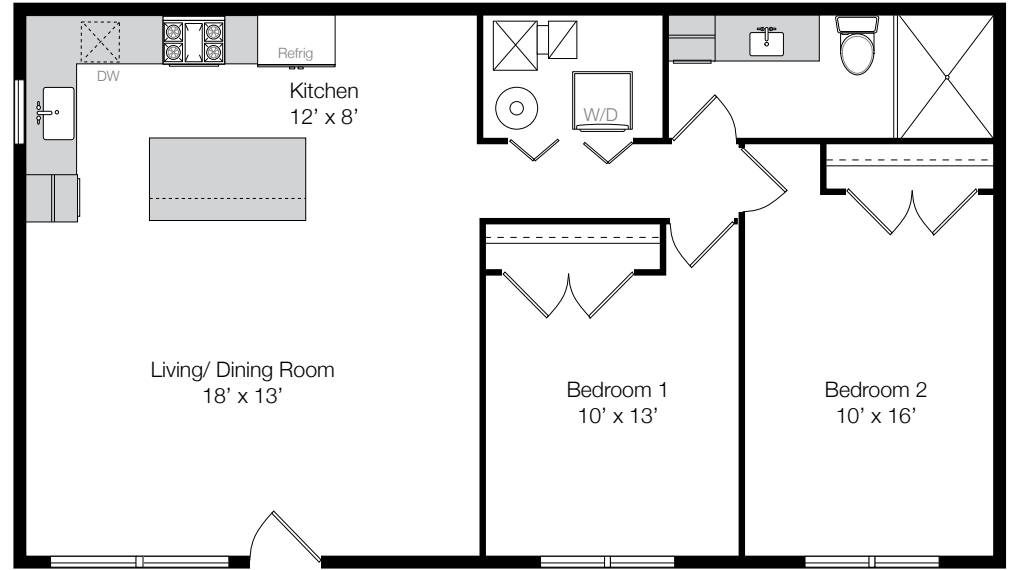 Refrig
DW
Kitchen
12’ x 8’
W/D
Living/ Dining Room
18’ x 13’
Bedroom 1
10’ x 13’
Bedroom 2
10’ x 16’